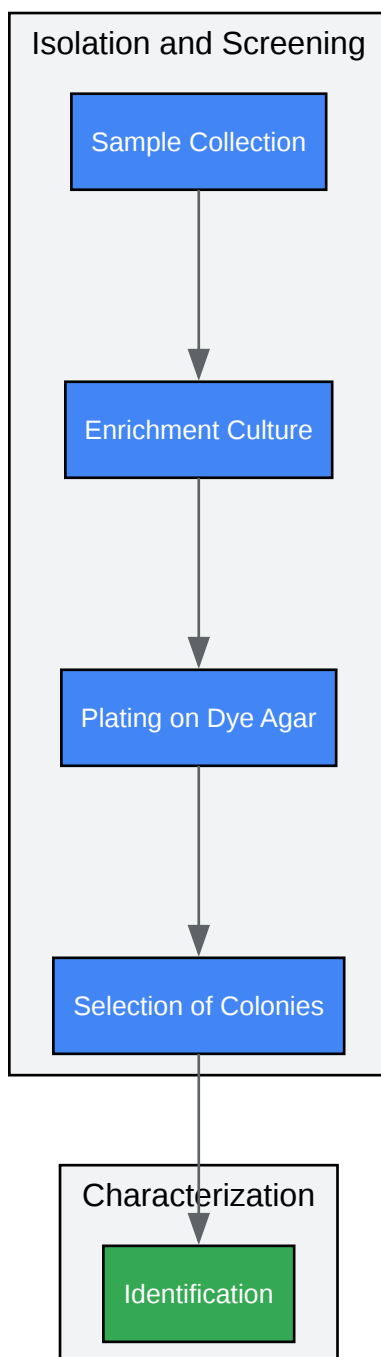 Isolation and Screening
Sample Collection
Enrichment Culture
Plating on Dye Agar
Selection of Colonies
Characterization
Identification